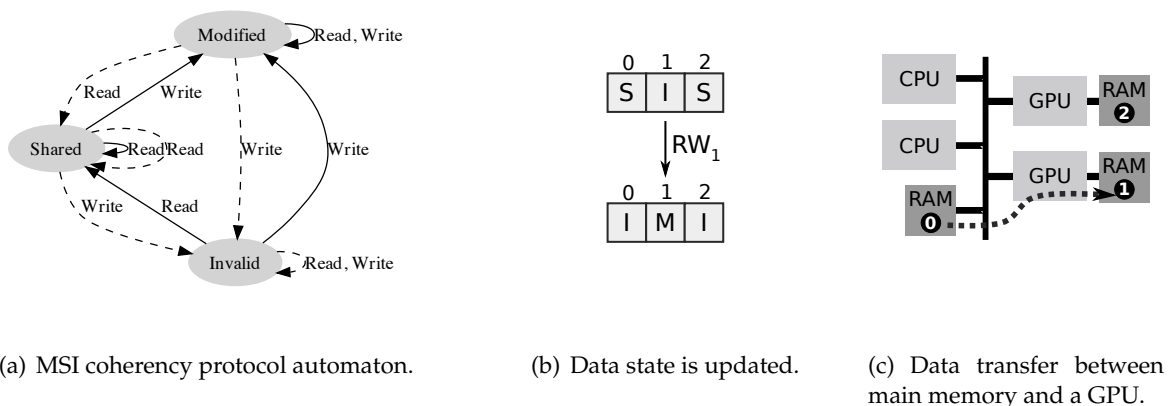 Modified
Read, Write
Read
Write
Shared
Read
Read
Write
Write
Write
Read
Invalid
Read, Write
0 1 2
S I S
RW1
0 1 2
I M I
CPU
GPU
RAM
2
CPU
GPU
RAM
1
RAM
0
(a) MSI coherency protocol automaton.
(b) Data state is updated.
(c) Data transfer between
main memory and a GPU.